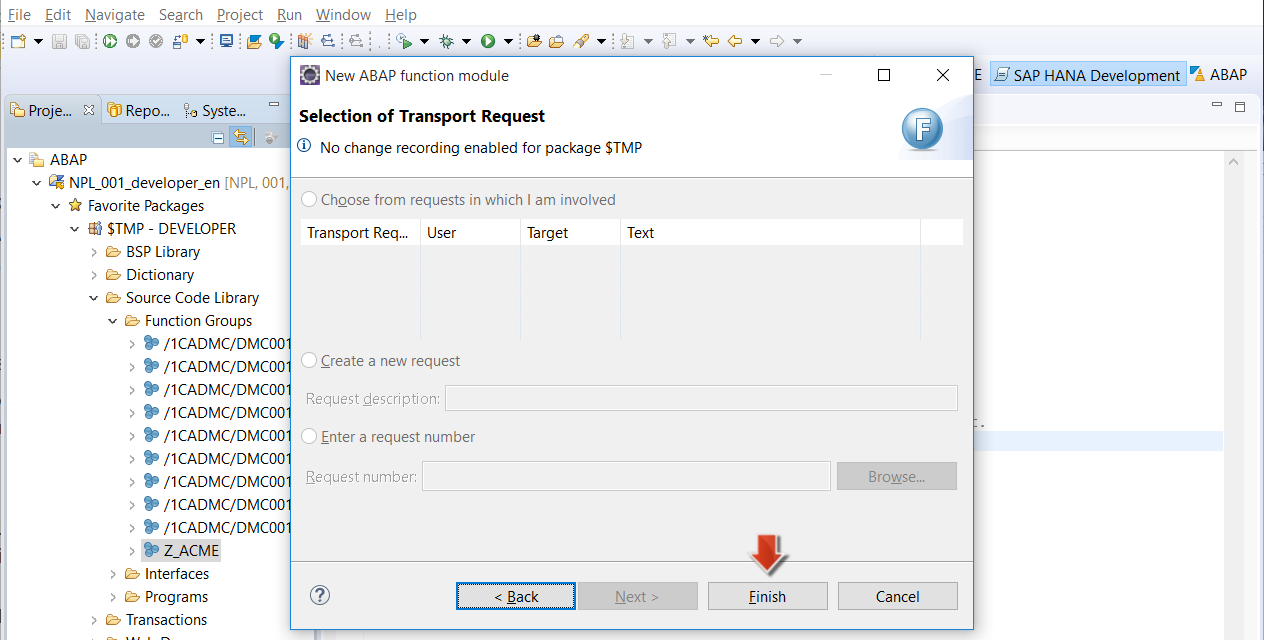 File Edit Navigate Search Project Run Window Help
New ABAP function module
E SAP HANA Development ABAP
Proje... Repo... Syste...
Selection of Transport Request
No change recording enabled for package $TMP
F
ABAP
NPL_001_developer_en [NPL, 001,
Favorite Packages
$TMP - DEVELOPER
BSP Library
Dictionary
Source Code Library
Function Groups
/1CADMC/DMC001
/1CADMC/DMC001
/1CADMC/DMC001
/1CADMC/DMC001
/1CADMC/DMC001
/1CADMC/DMC001
/1CADMC/DMC001
/1CADMC/DMC001
/1CADMC/DMC001
Z_ACME
Interfaces
Programs
Transactions
Choose from requests in which I am involved
Transport Req... User Target Text
Create a new request
Request description:
Enter a request number
Request number: Browse...
? < Back Next > Finish Cancel